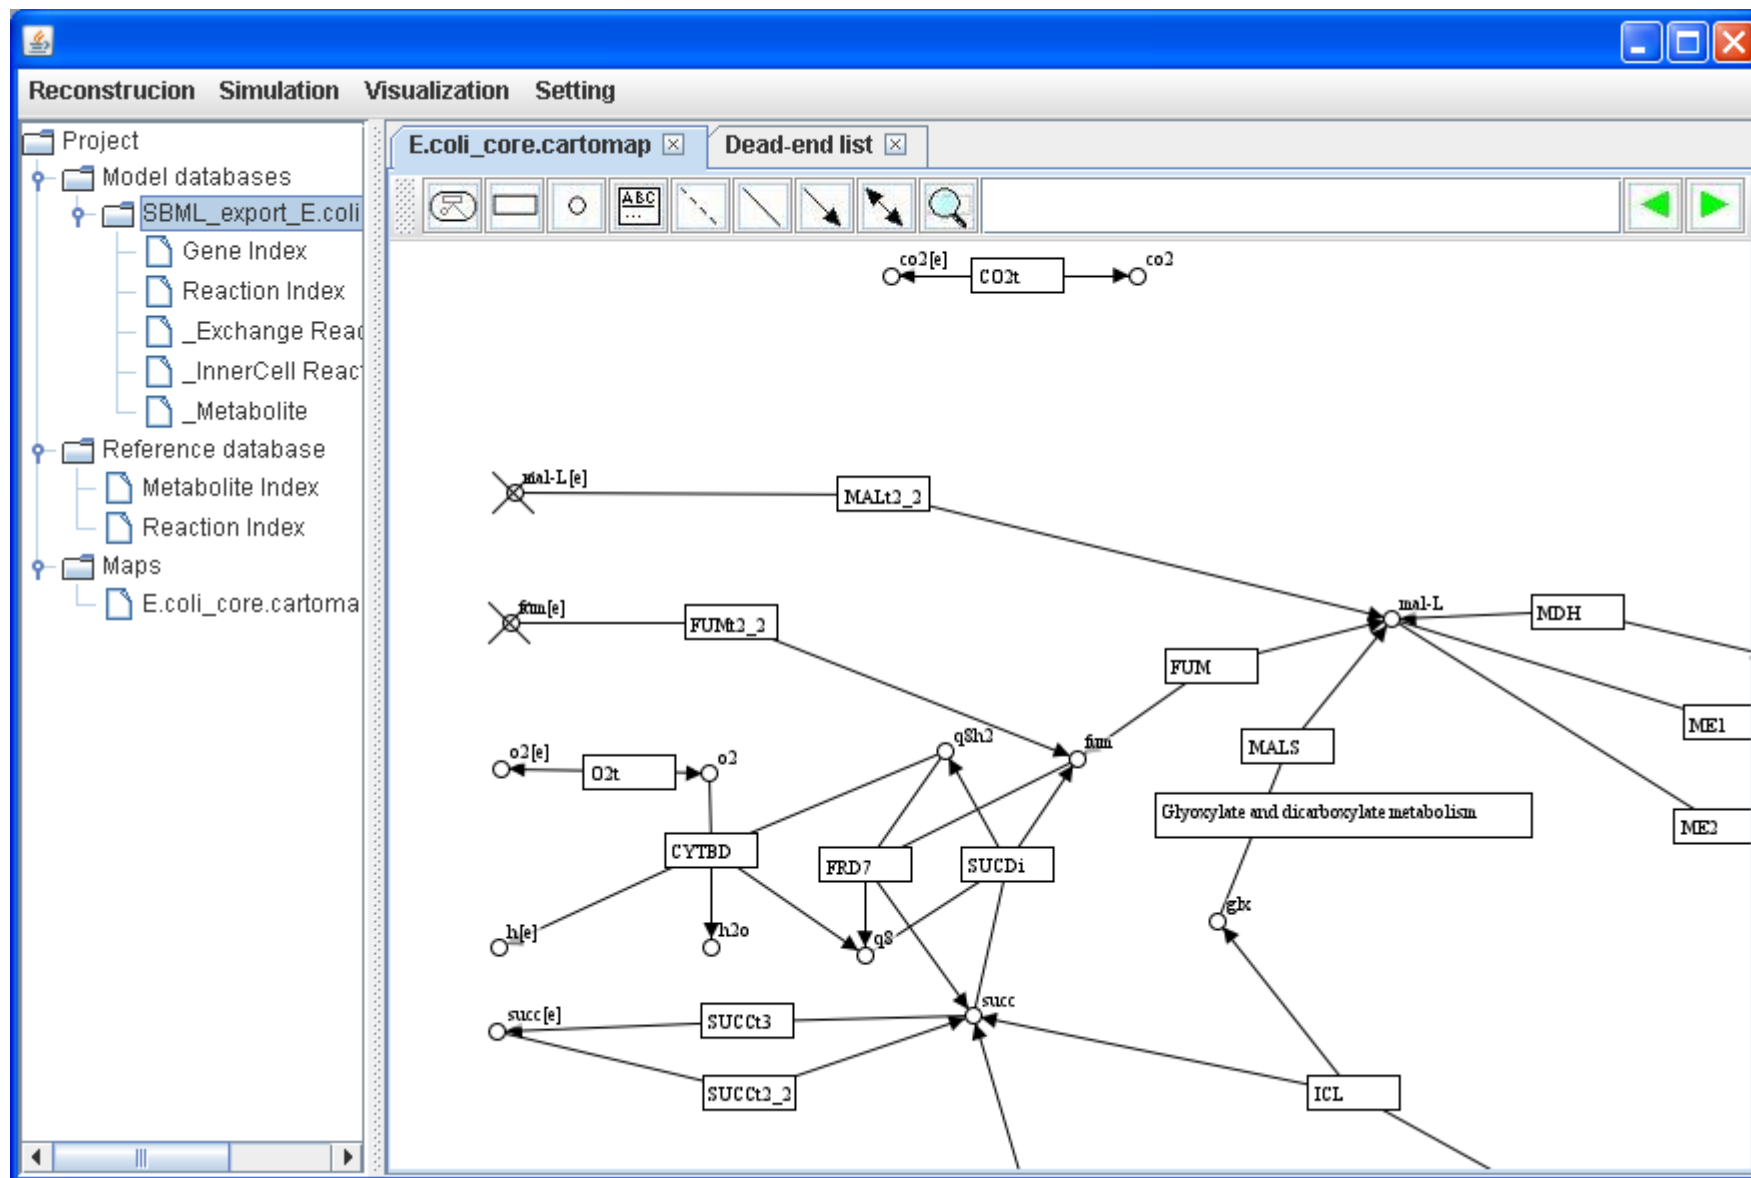 Reconstrucion Simulation Visualization Setting
Project
Model databases
SBML_export_E.coli
Gene Index
Reaction Index
_Exchange Reac
_InnerCell Reac
_Metabolite
Reference database
Metabolite Index
Reaction Index
Maps
E.coli_core.cartoma
E.coli_core.cartomap Dead-end list
ABC
...
co2[e] CO2t co2
mal-L[e] MALt2_2
fum[e] FUMt2_2
mal-L MDH
FUM
ME1
q8h2 fum MALS
o2[e] O2t o2
Glyoxylate and dicarboxylate metabolism
ME2
CYTBD FRD7 SUCDi
glx
h[e] h2o q8
succ
succ[e] SUCCt3
SUCCt2_2 ICL